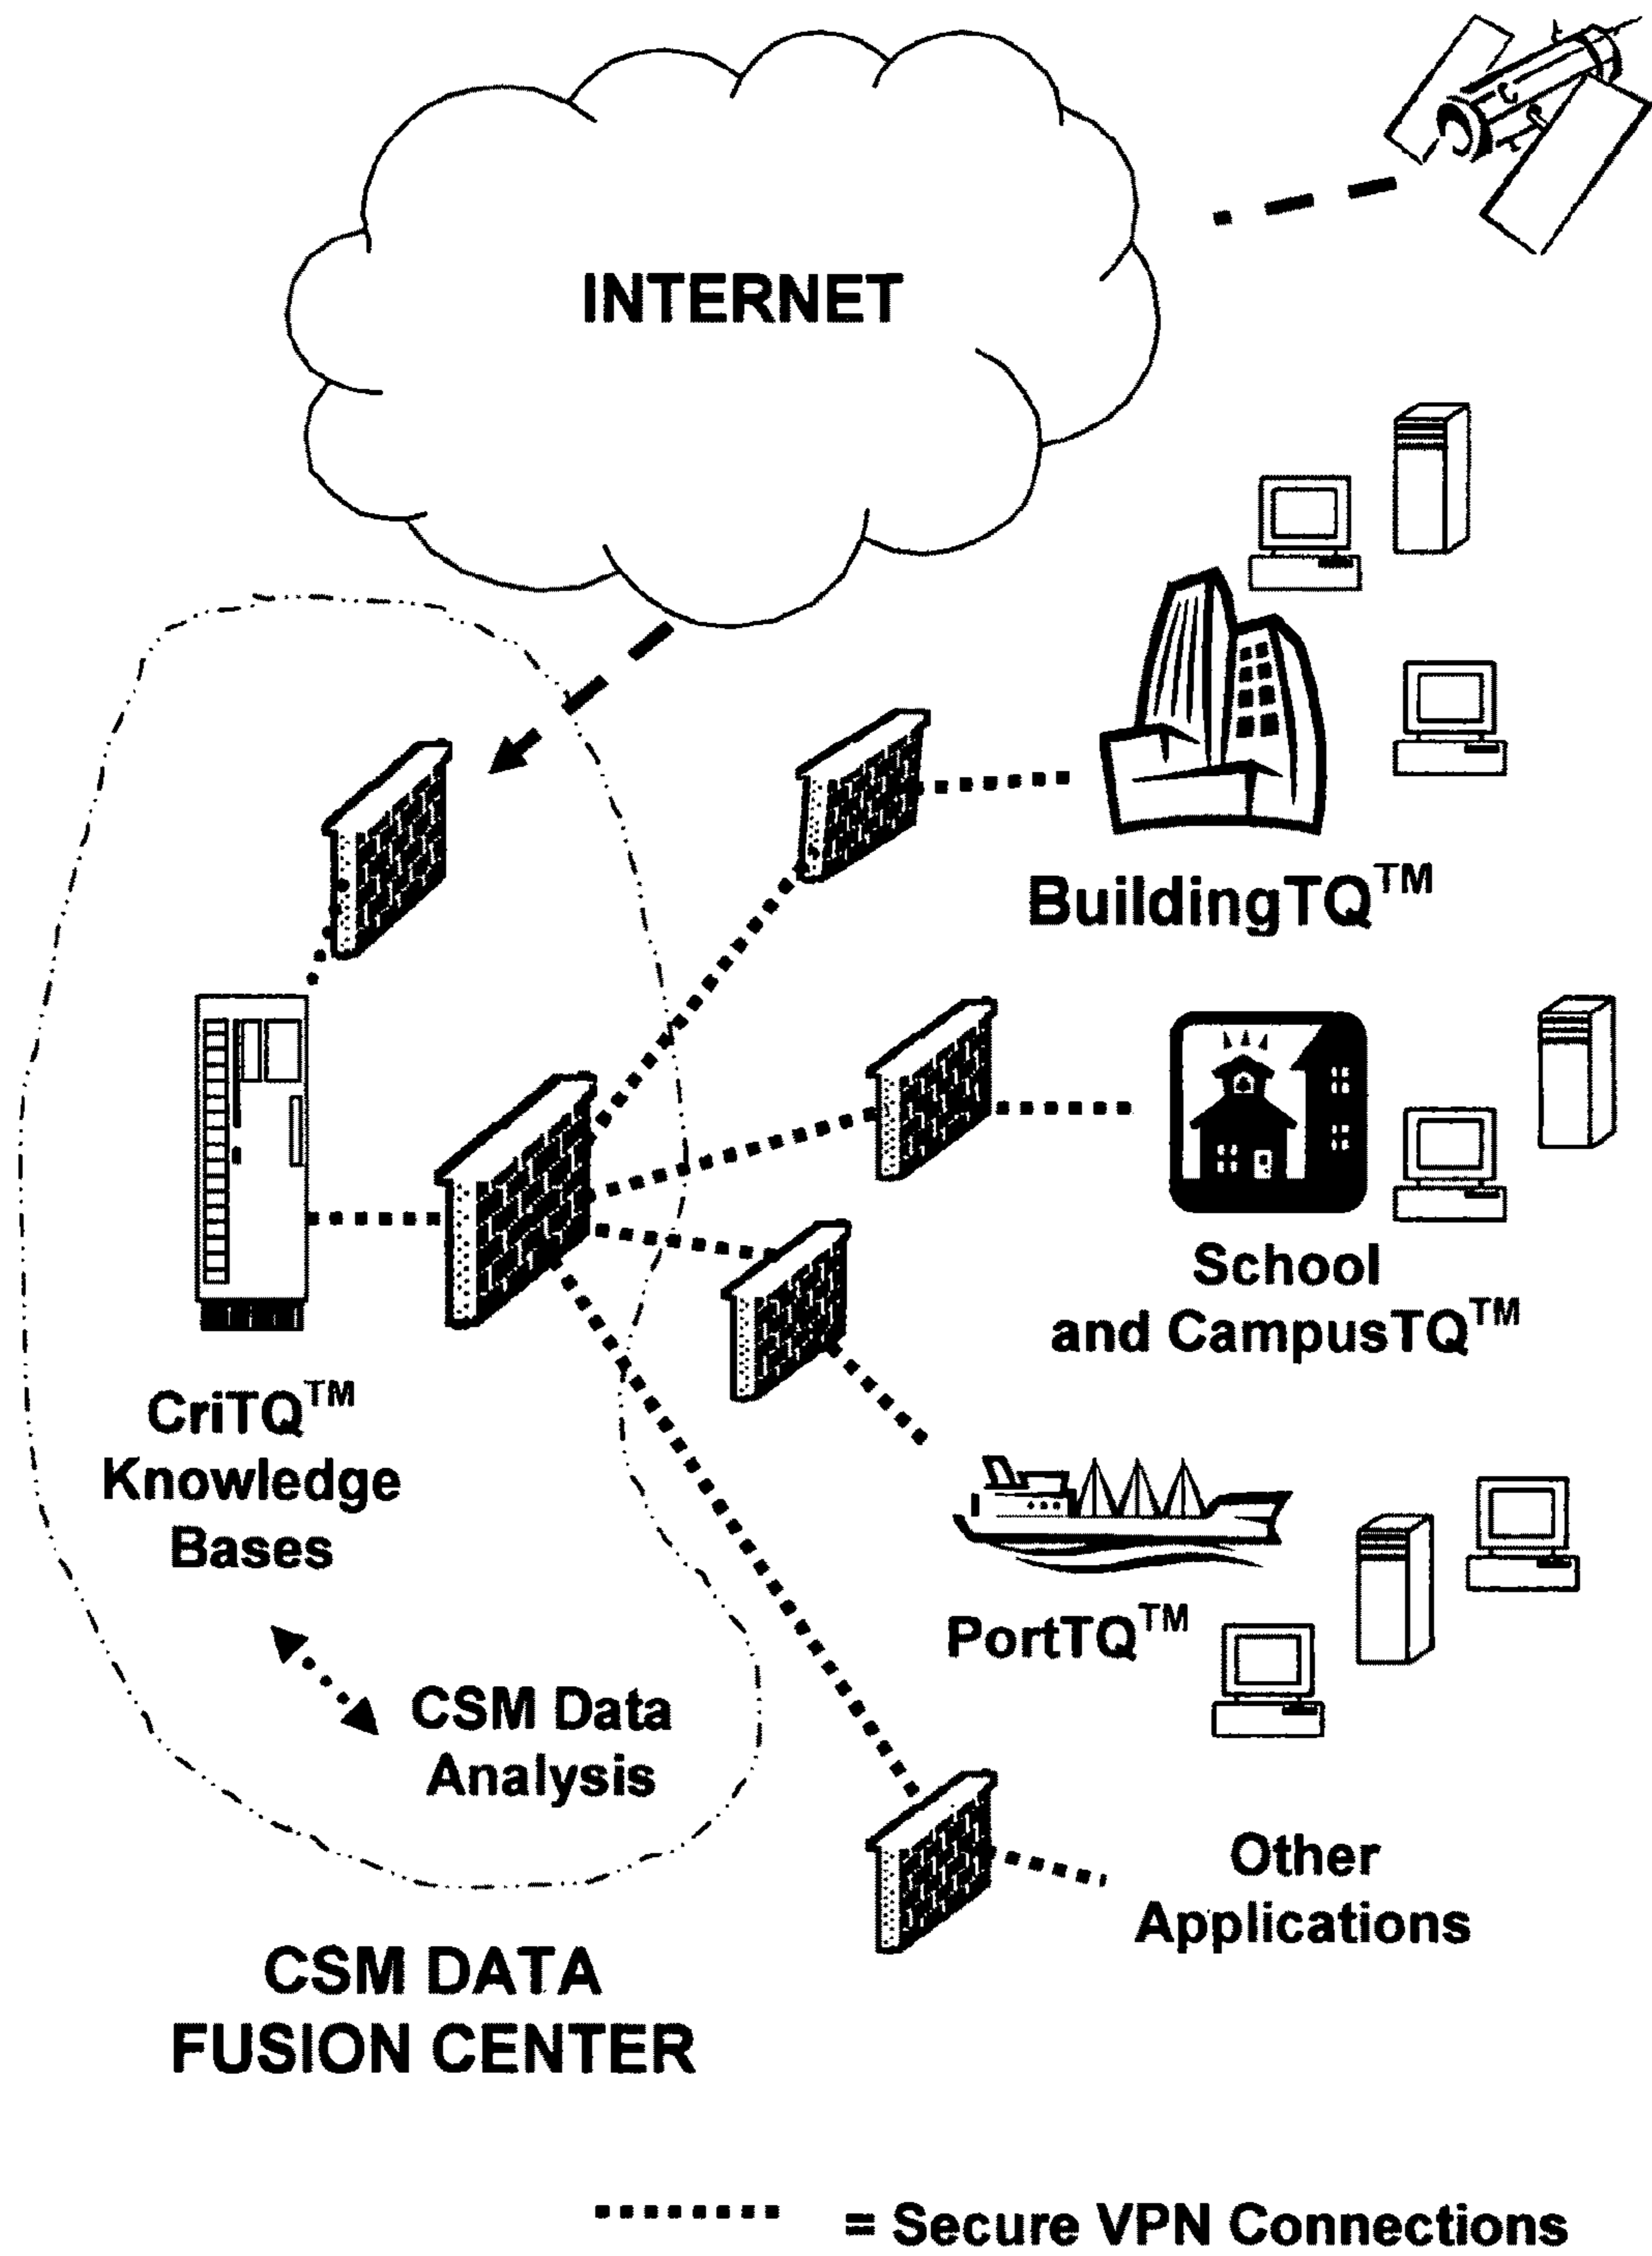 INTERNET
BuildingTQ™
School
and CampusTQ™
CriTQ™
Knowledge
Bases
PortTQ™
CSM Data
Analysis
Other
Applications
CSM DATA
FUSION CENTER
= Secure VPN Connections